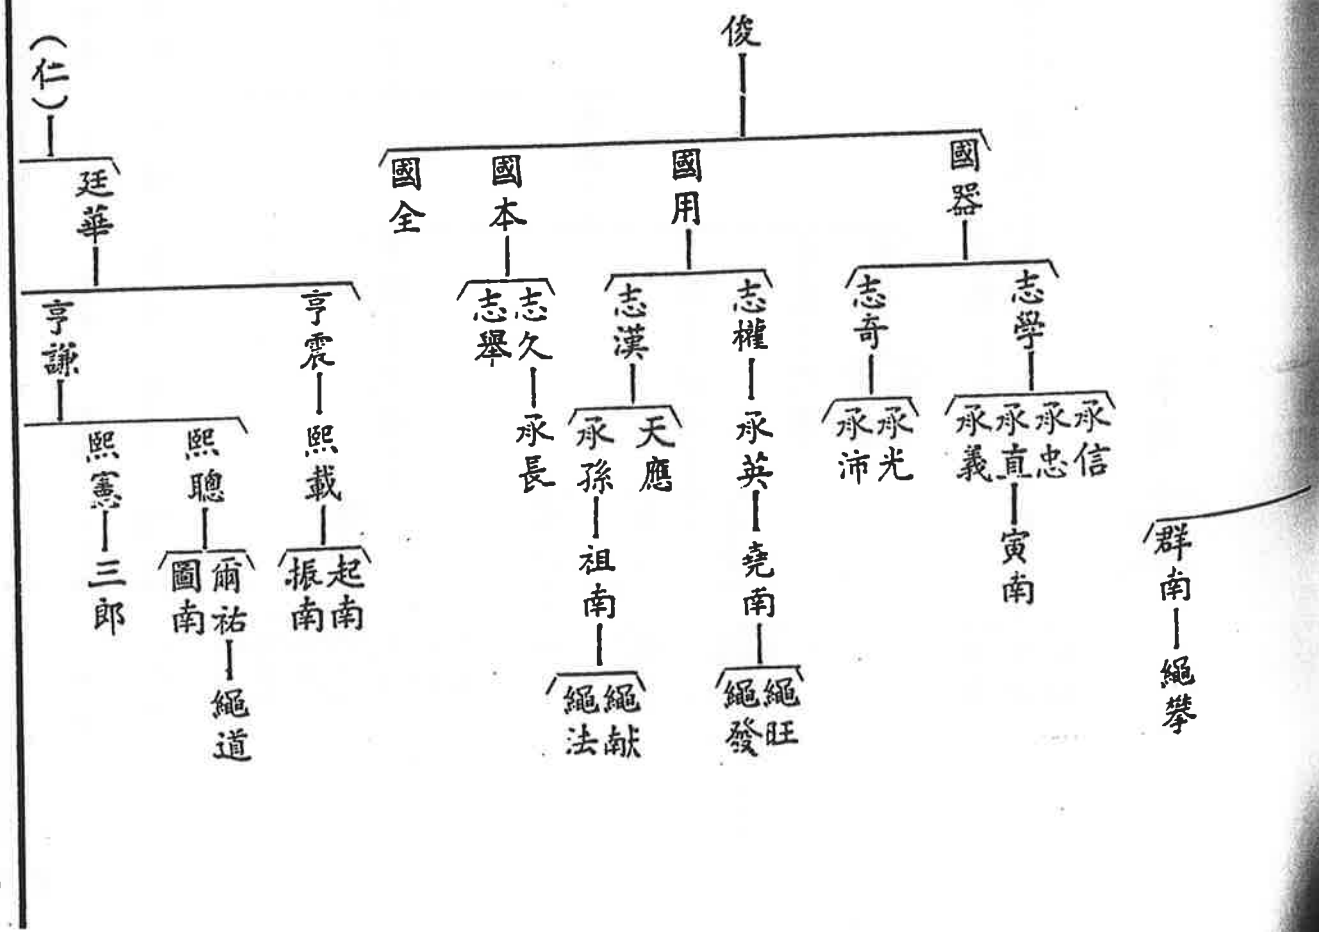 俊
國器
國用
國本
國全
志學
志奇
志權
志漢
志久
志舉
承信
承忠
承直
承義
承光
承沛
承英
天應
承孫
承長
寅南
堯南
祖南
繩旺
繩發
繩献
繩法
群南
繩攀
(仁)
廷華
亨震
亨謙
熙載
熙聰
熙憲
起南
振南
爾祐
圖南
三郎
繩道